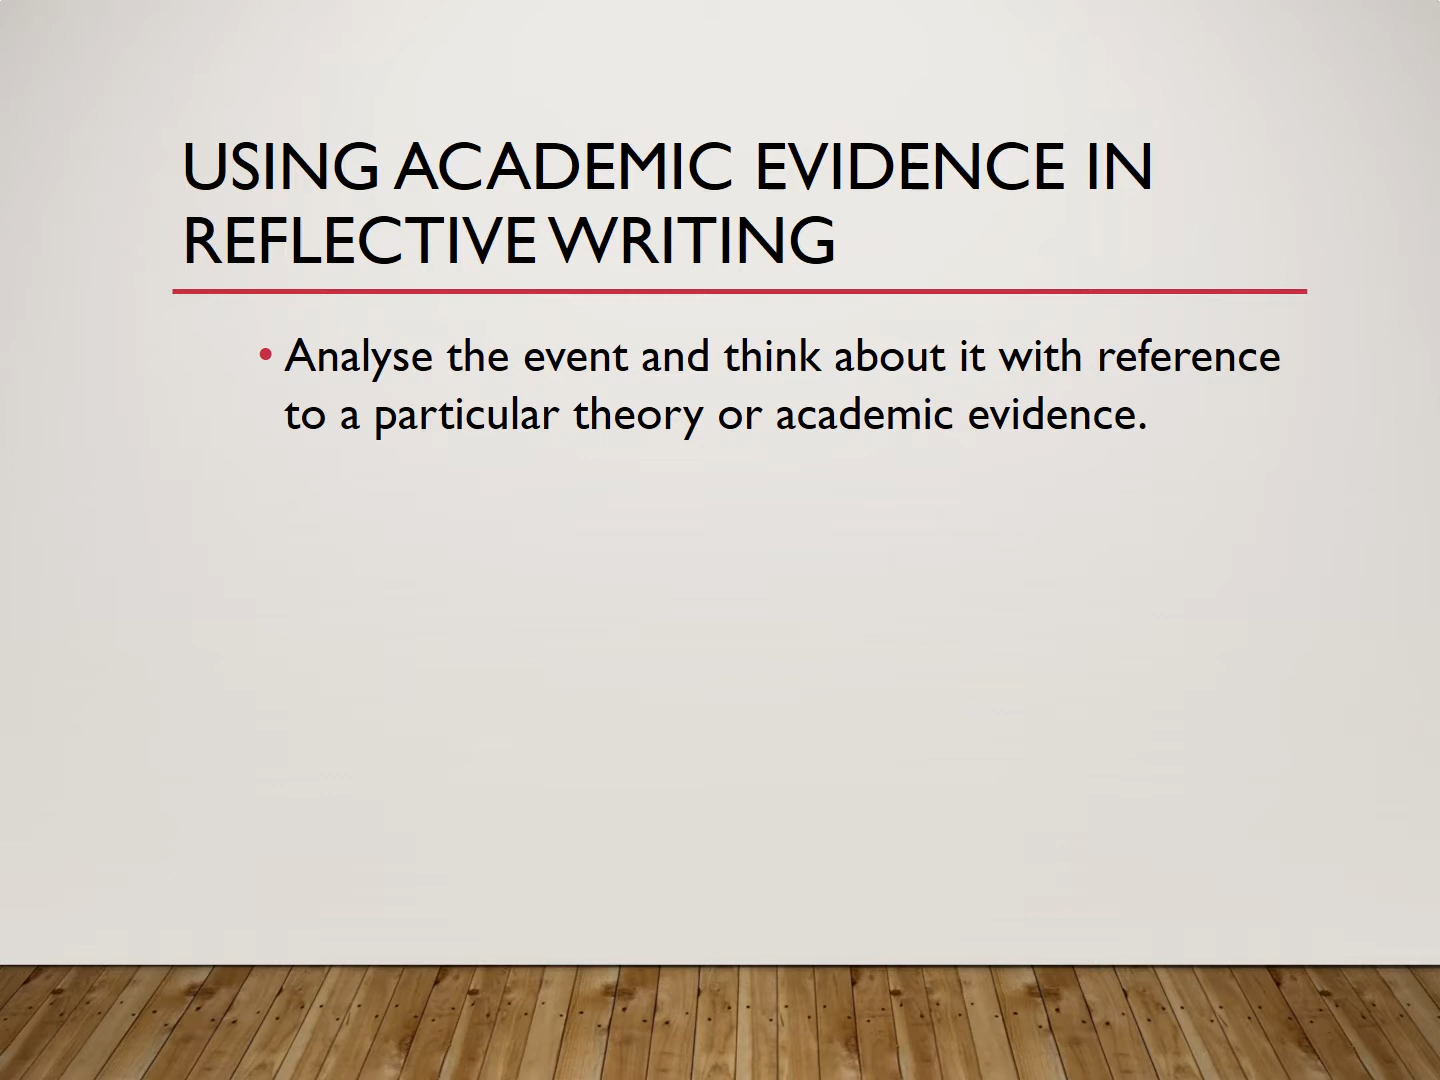 USING ACADEMIC EVIDENCE IN
REFLECTIVE WRITING
• Analyse the event and think about it with reference
to a particular theory or academic evidence.